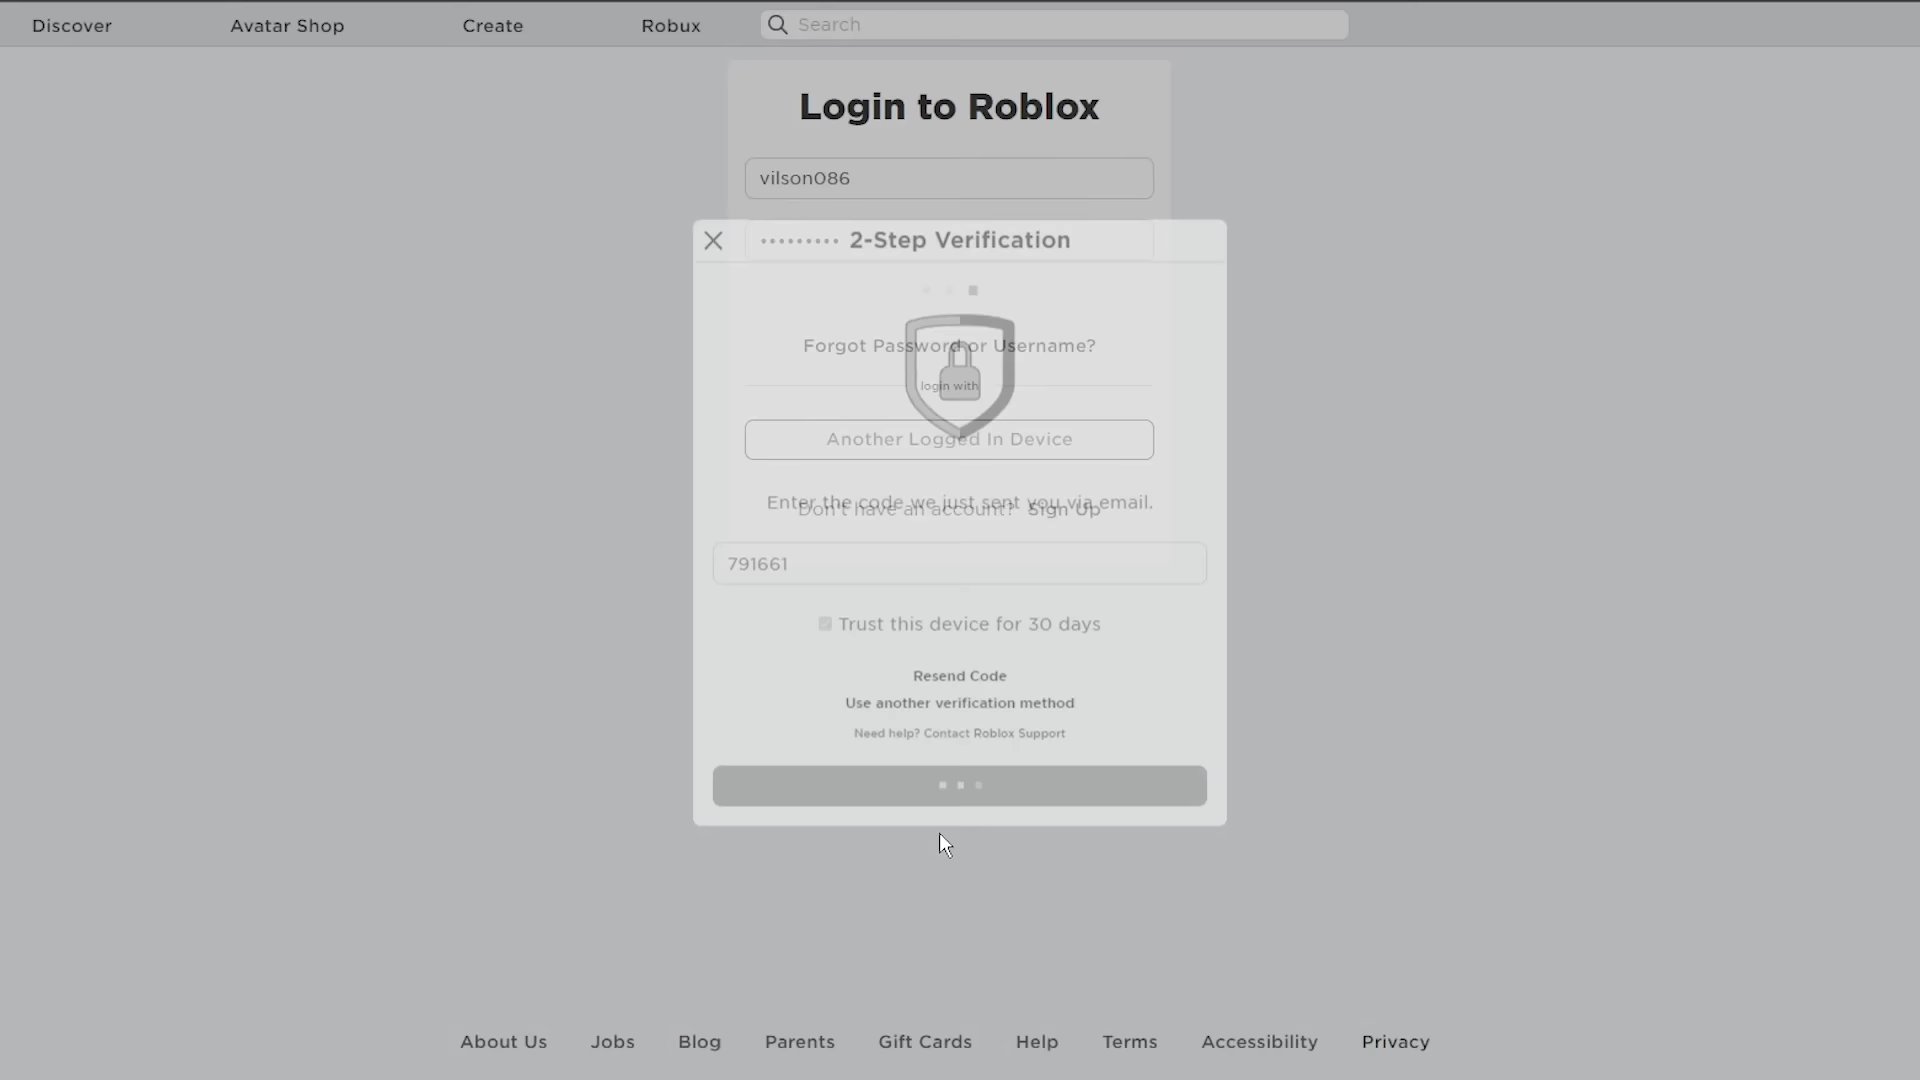 Discover Avatar Shop Create Robux Search
Login to Roblox
vilson086
••••••••• 2-Step Verification
Forgot Password or Username?
login with
Another Logged In Device
Enter the code we just sent you via email.
Don't have an account? Sign Up
791661
Trust this device for 30 days
Resend Code
Use another verification method
Need help? Contact Roblox Support
About Us Jobs Blog Parents Gift Cards Help Terms Accessibility Privacy